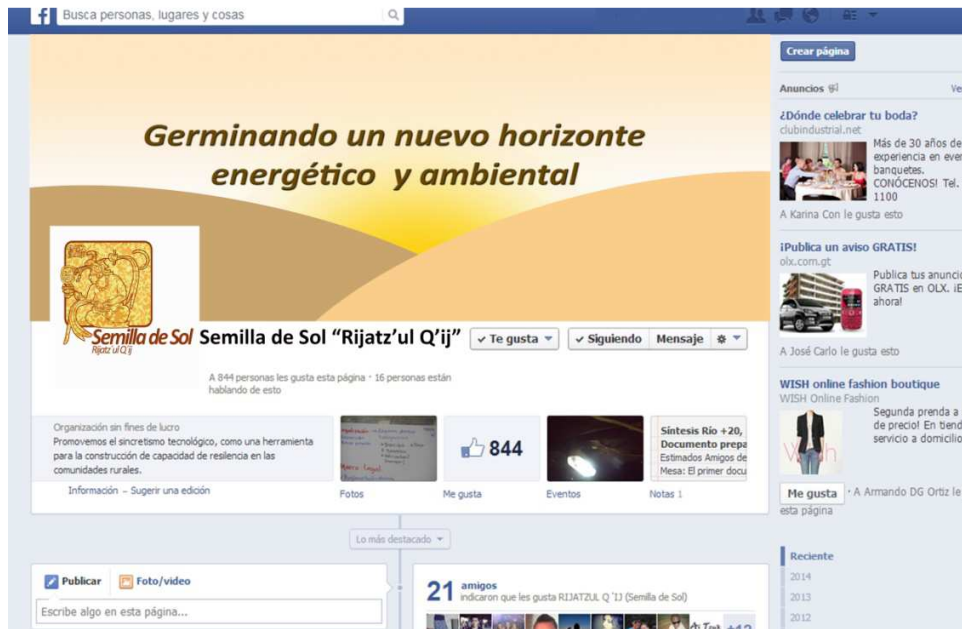 Busca personas, lugares y cosas
Germinando un nuevo horizonte
energético y ambiental
Semilla de Sol
Rijatz'ul Q'ij
Semilla de Sol “Rijatz’ul Q’ij”
Te gusta
Siguiendo
Mensaje
A 844 personas les gusta esta página · 16 personas están
hablando de esto
Organización sin fines de lucro
Promovemos el sincretismo tecnológico, como una herramienta
para la construcción de capacidad de resilencia en las
comunidades rurales.
Información – Sugerir una edición
Fotos
844
Me gusta
Eventos
Síntesis Río +20,
Documento prepa
Estimados Amigos de
Mesa: El primer docu
Notas 1
Lo más destacado
Publicar
Foto/video
Escribe algo en esta página...
21 amigos
indicaron que les gusta RIJATZUL Q ´IJ (Semilla de Sol)
+12
Crear página
Anuncios
Ve
¿Dónde celebrar tu boda?
clubindustrial.net
Más de 30 años de
experiencia en even
banquetes.
CONÓCENOS! Tel.
1100
A Karina Con le gusta esto
¡Publica un aviso GRATIS!
olx.com.gt
Publica tus anuncio
GRATIS en OLX. ¡E
ahora!
A José Carlo le gusta esto
WISH online fashion boutique
WISH Online Fashion
Segunda prenda a
de precio! En tiend
servicio a domicilio
Me gusta · A Armando DG Ortiz le
esta página
Reciente
2014
2013
2012